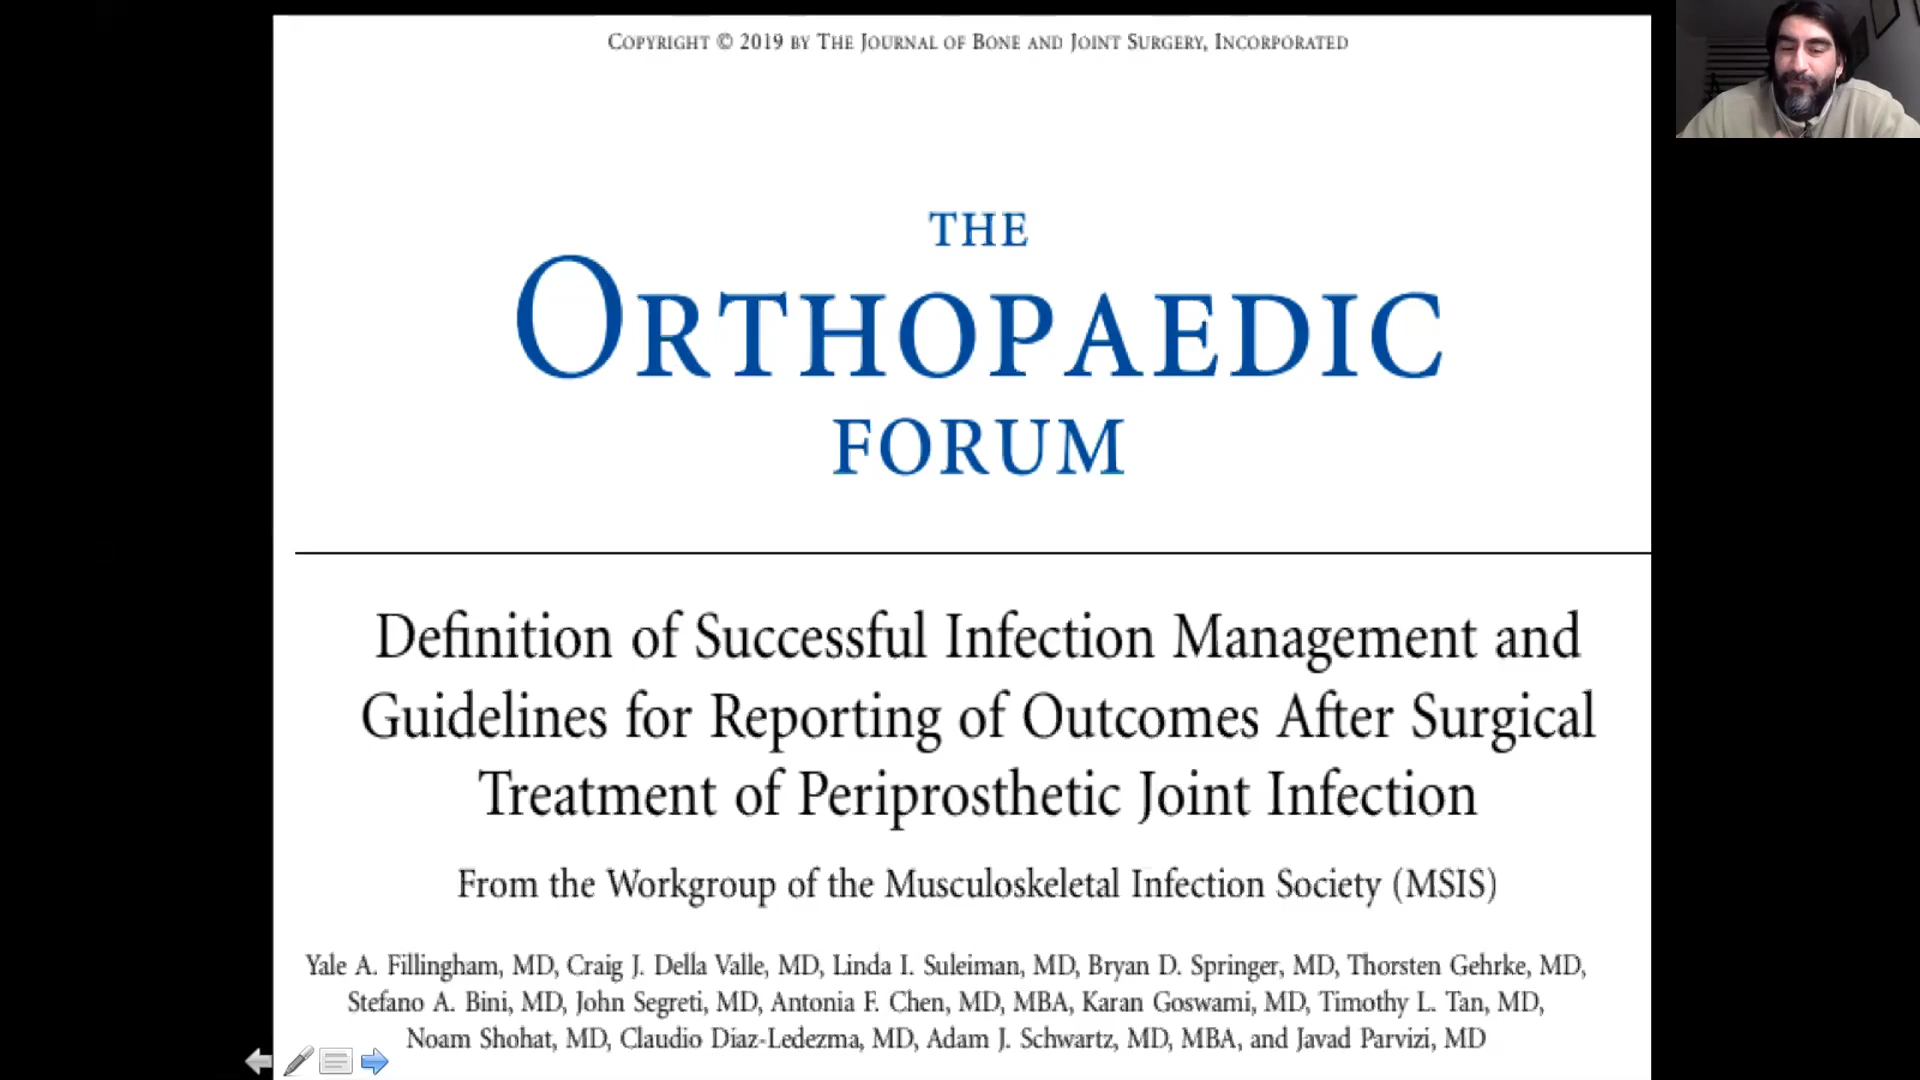 COPYRIGHT © 2019 BY THE JOURNAL OF BONE AND JOINT SURGERY, INCORPORATED
THE
ORTHOPAEDIC
FORUM
Definition of Successful Infection Management and
Guidelines for Reporting of Outcomes After Surgical
Treatment of Periprosthetic Joint Infection
From the Workgroup of the Musculoskeletal Infection Society (MSIS)
Yale A. Fillingham, MD, Craig J. Della Valle, MD, Linda I. Suleiman, MD, Bryan D. Springer, MD, Thorsten Gehrke, MD,
Stefano A. Bini, MD, John Segreti, MD, Antonia F. Chen, MD, MBA, Karan Goswami, MD, Timothy L. Tan, MD,
Noam Shohat, MD, Claudio Diaz-Ledezma, MD, Adam J. Schwartz, MD, MBA, and Javad Parvizi, MD